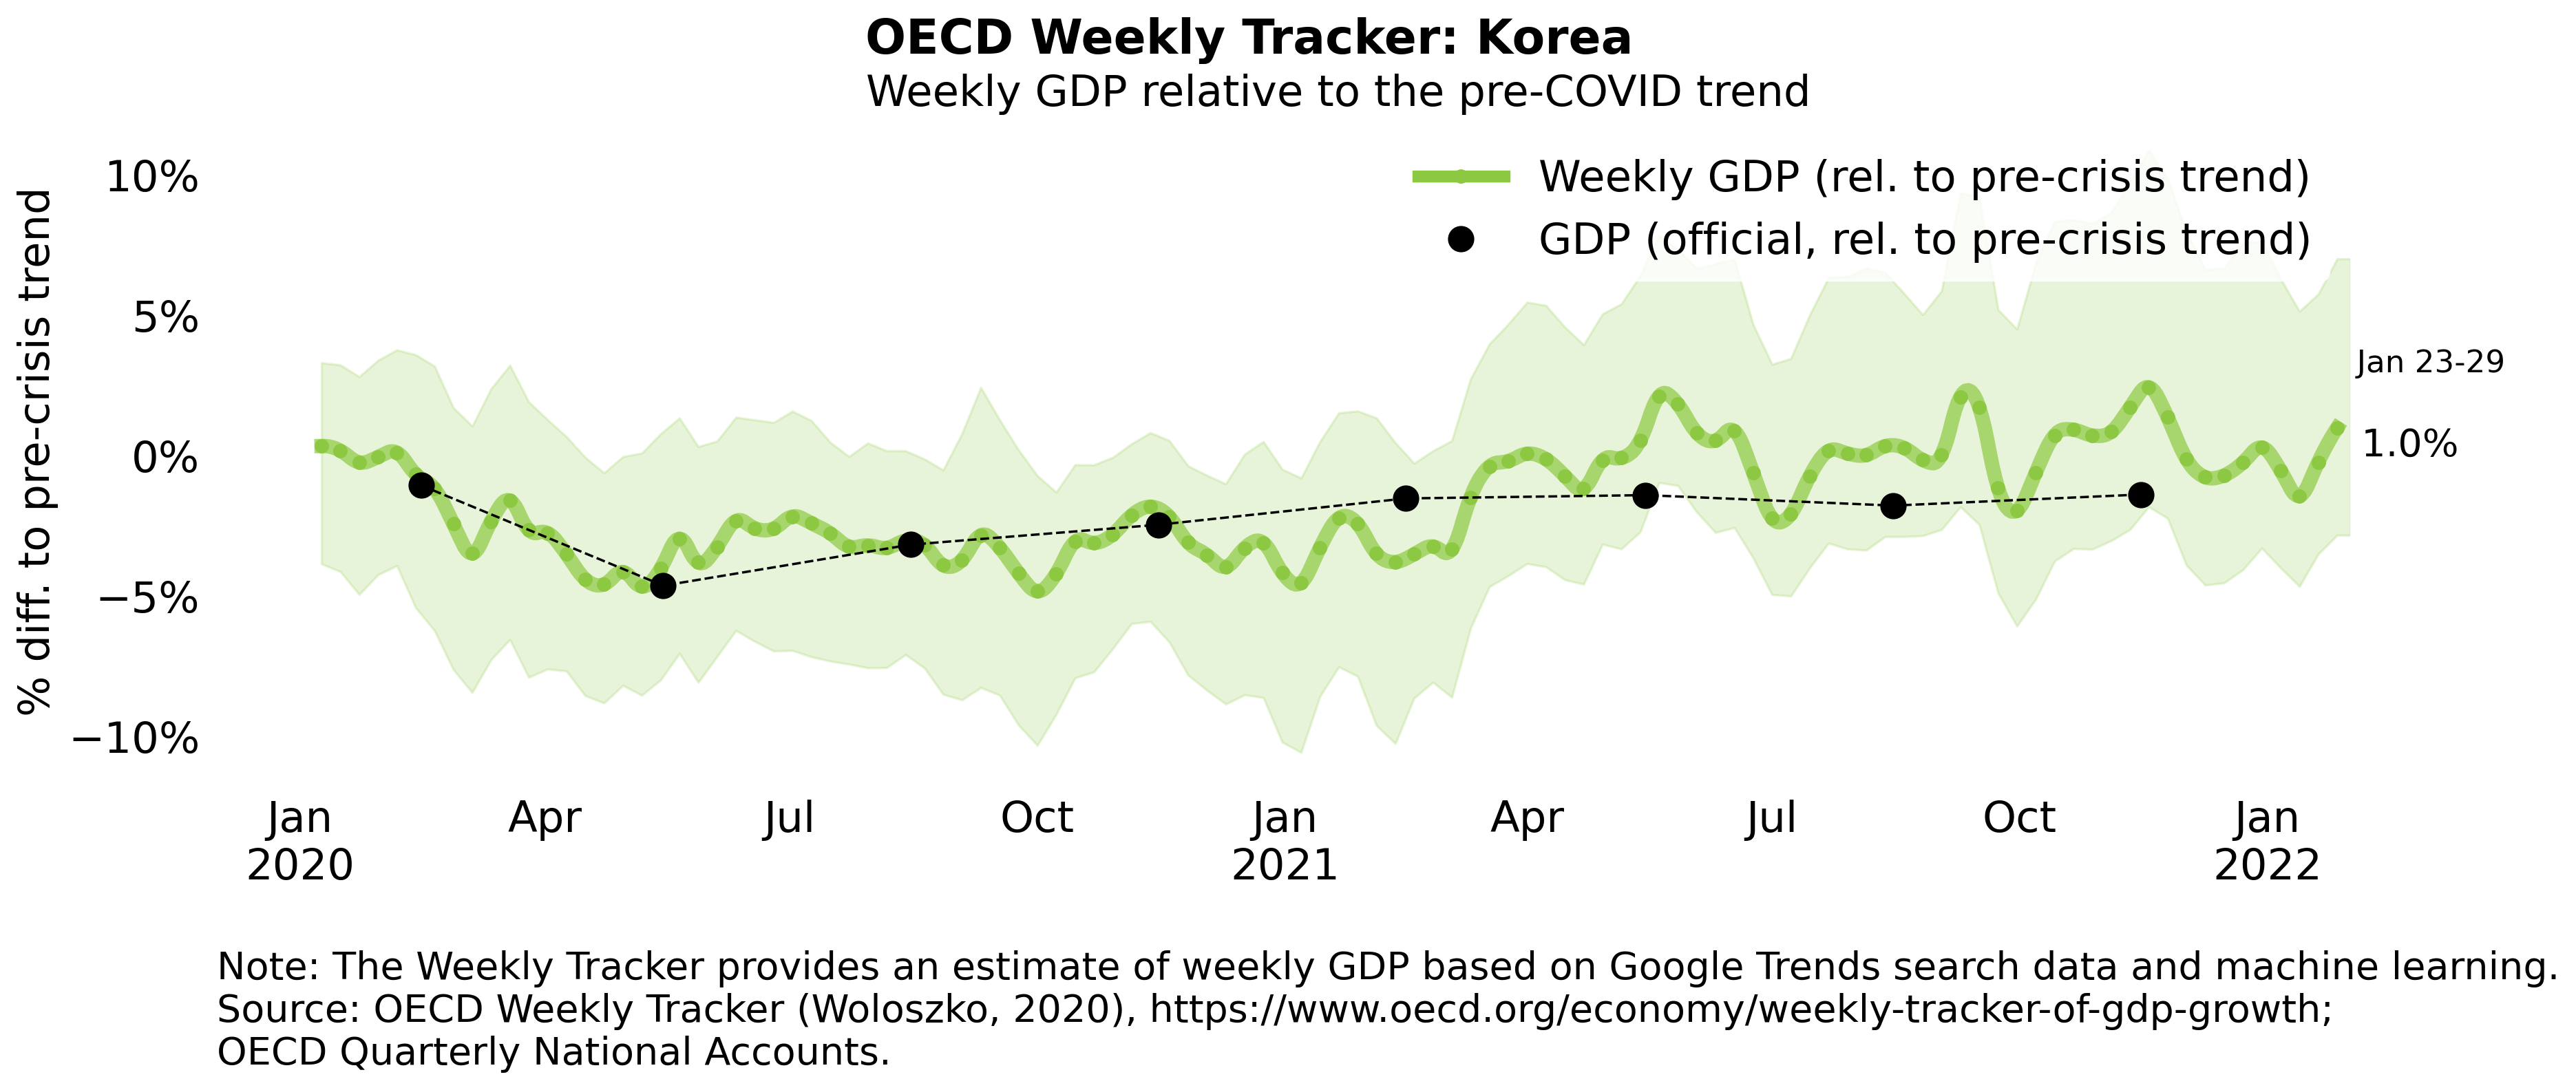 OECD Weekly Tracker: Korea
Weekly GDP relative to the pre-COVID trend
% diff. to pre-crisis trend
10%
5%
0%
−5%
−10%
Weekly GDP (rel. to pre-crisis trend)
GDP (official, rel. to pre-crisis trend)
Jan 23-29
1.0%
Jan Apr Jul Oct Jan Apr Jul Oct Jan
2020 2021 2022
Note: The Weekly Tracker provides an estimate of weekly GDP based on Google Trends search data and machine learning.
Source: OECD Weekly Tracker (Woloszko, 2020), https://www.oecd.org/economy/weekly-tracker-of-gdp-growth;
OECD Quarterly National Accounts.